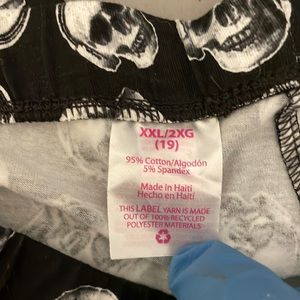 XXL/2XG
(19)
95% Cotton/Algodón
5% Spandex
Made in Haiti
Hecho en Haití
THIS LABEL YARN IS MADE
OUT OF 100% RECYCLED
POLYESTER MATERIALS